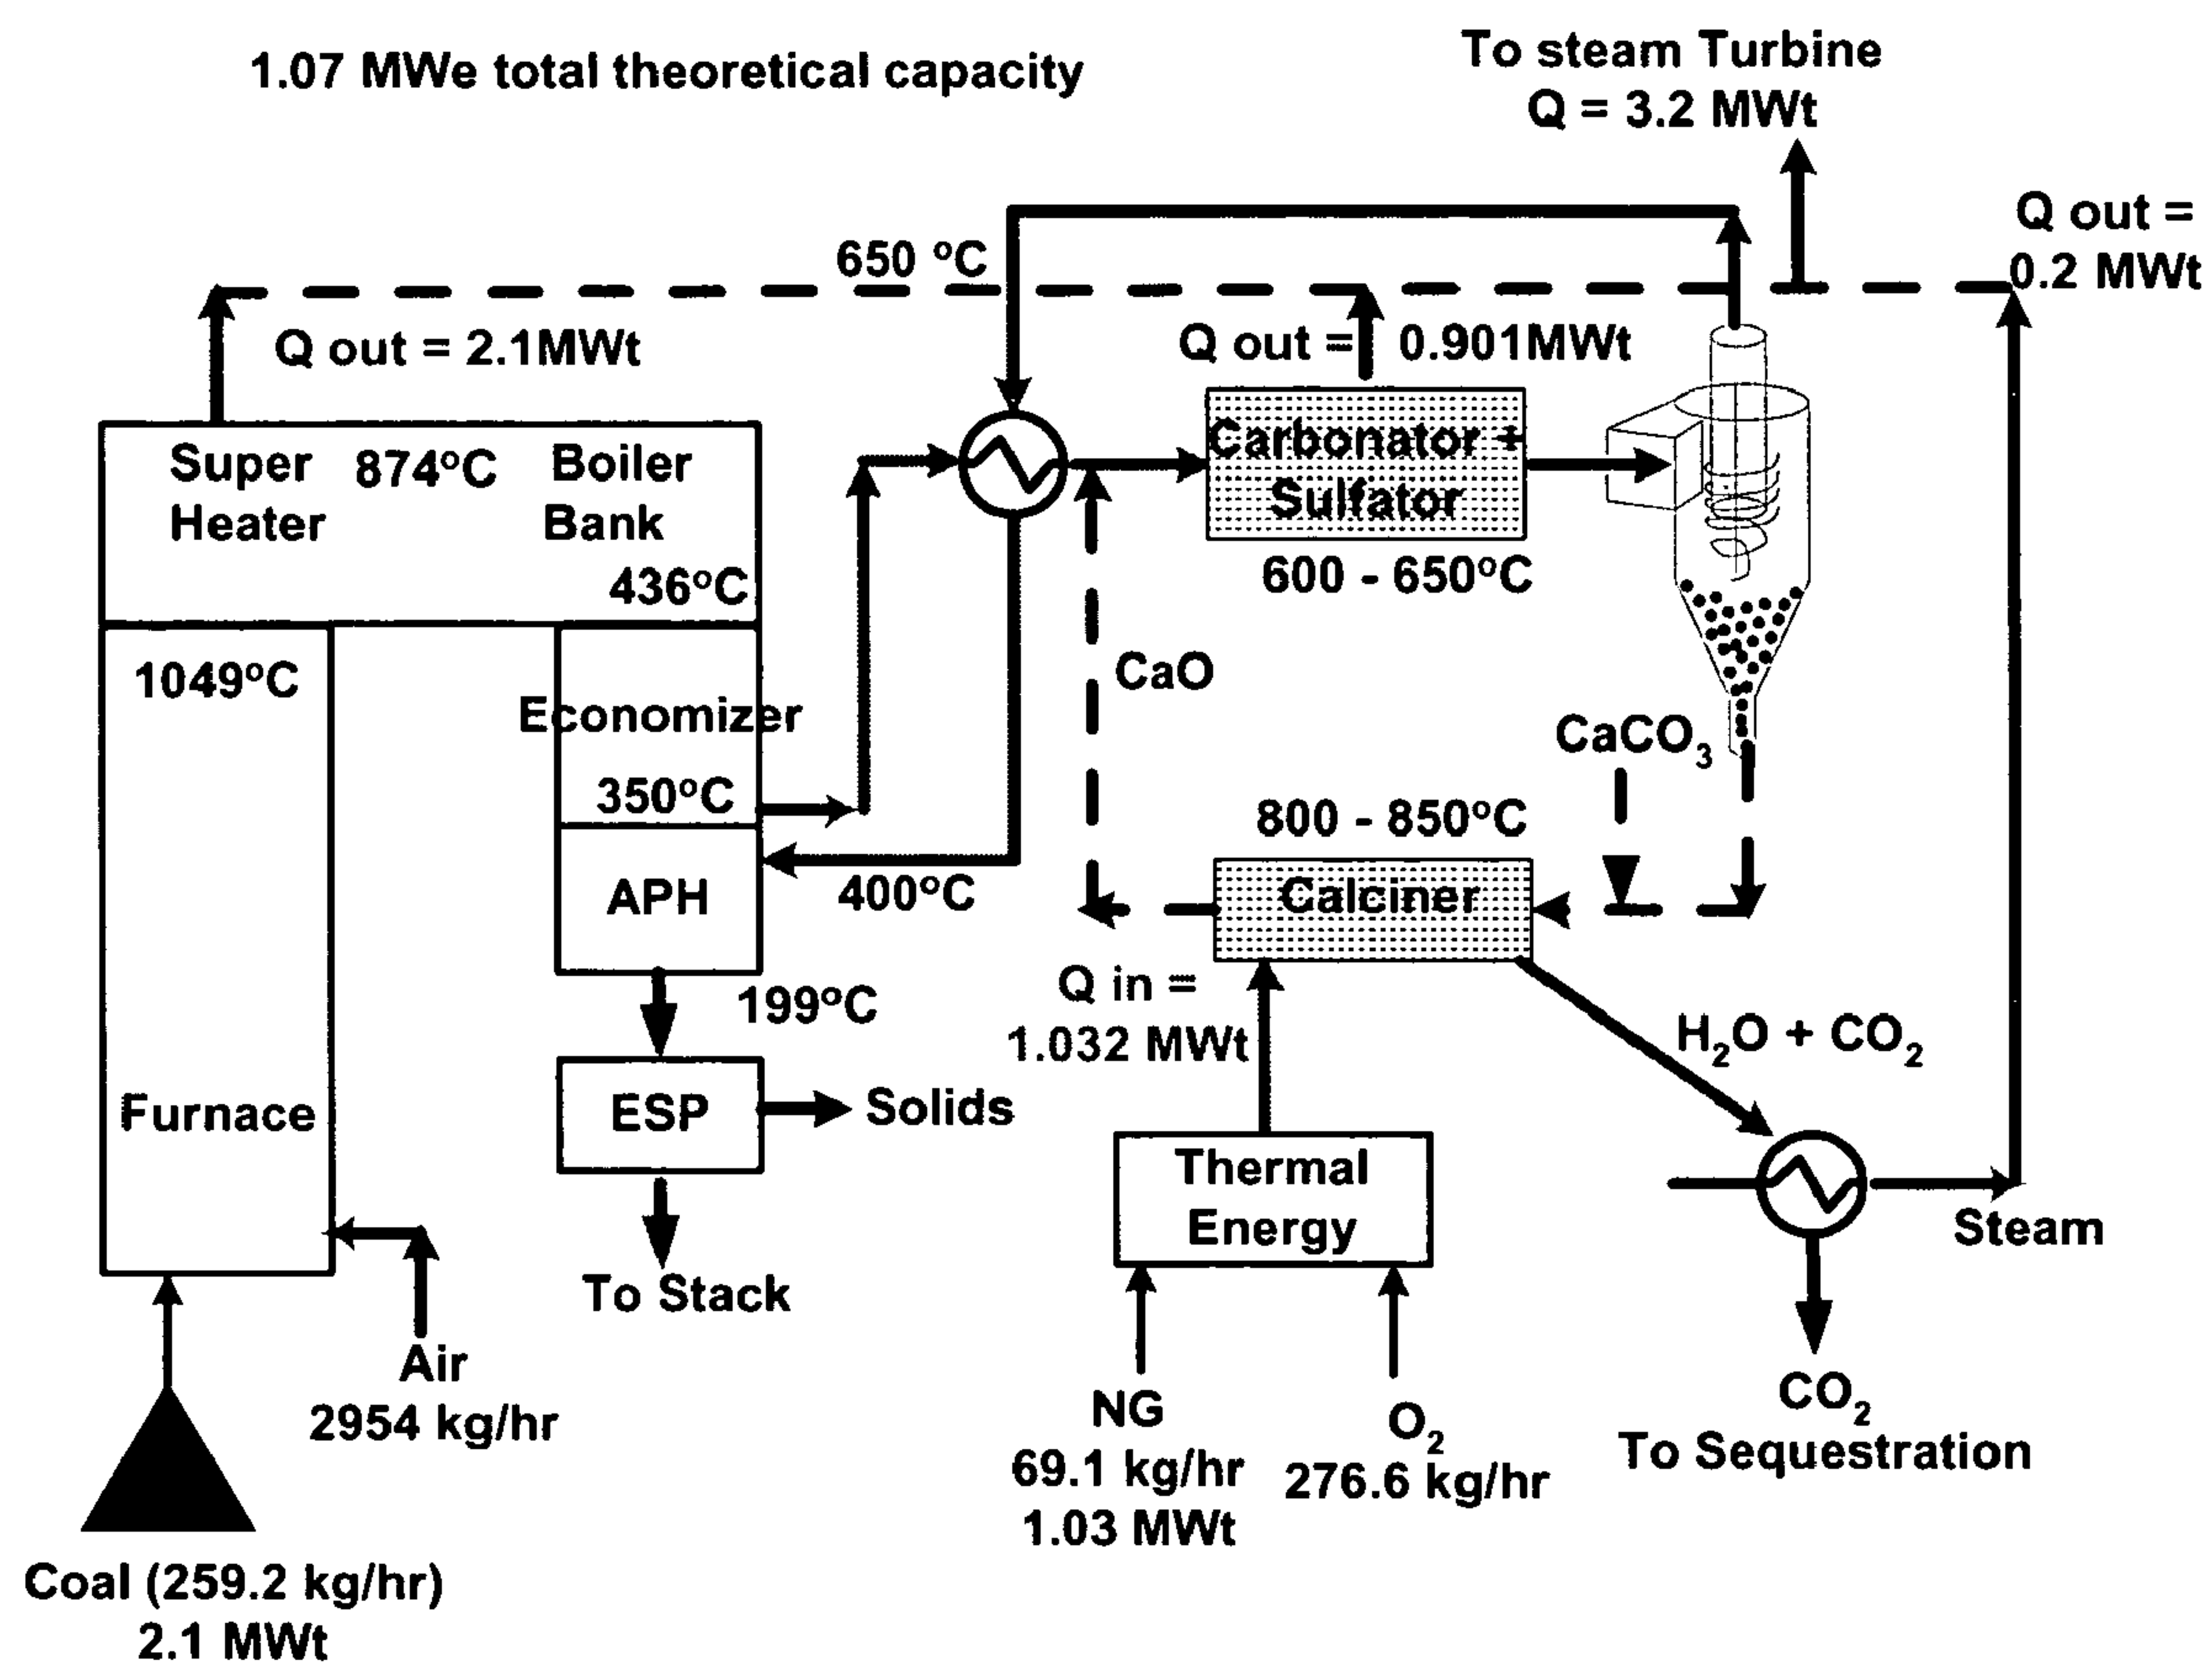 1.07 MWe total theoretical capacity
To steam Turbine
Q = 3.2 MWt
Q out =
0.2 MWt
650 °C
Q out = 2.1MWt
Q out = 0.901MWt
Super
Heater
874°C
Boiler
Bank
436°C
Carbonator +
Sulfator
600 - 650°C
1049°C
Economizer
350°C
CaO
CaCO₃
800 - 850°C
APH
400°C
Calciner
199°C
Q in =
1.032 MWt
H₂O + CO₂
Furnace
ESP
Solids
Thermal
Energy
Steam
To Stack
Air
2954 kg/hr
NG
69.1 kg/hr
1.03 MWt
O₂
276.6 kg/hr
CO₂
To Sequestration
Coal (259.2 kg/hr)
2.1 MWt